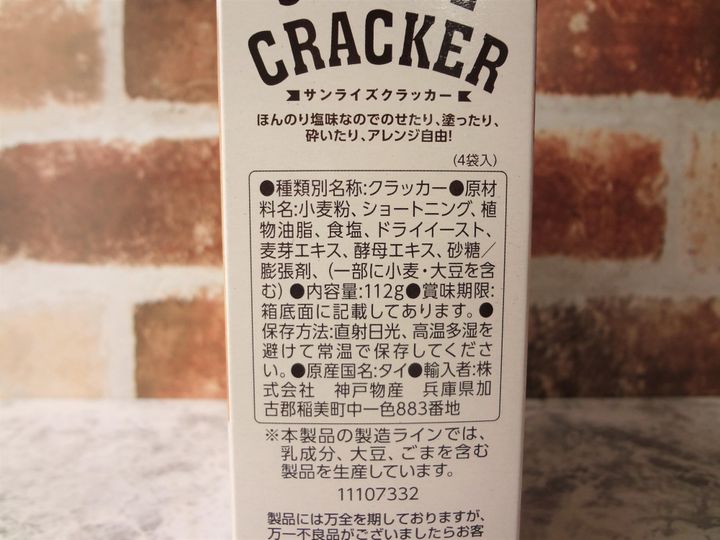 CRACKER
サンライズクラッカー
ほんのり塩味なのでのせたり、塗ったり、
砕いたり、アレンジ自由!
(4袋入)
●種類別名称:クラッカー●原材
料名:小麦粉、ショートニング、植
物油脂、食塩、ドライイースト、
麦芽エキス、酵母エキス、砂糖/
膨張剤、(一部に小麦・大豆を含
む)●内容量:112g●賞味期限:
箱底面に記載してあります。●
保存方法:直射日光、高温多湿を
避けて常温で保存してくださ
い。●原産国名:タイ●輸入者:株
式会社 神戸物産 兵庫県加
古郡稲美町中一色883番地
※本製品の製造ラインでは、
乳成分、大豆、ごまを含む
製品を生産しています。
11107332
製品には万全を期しておりますが、
万一不良品がございましたらお客